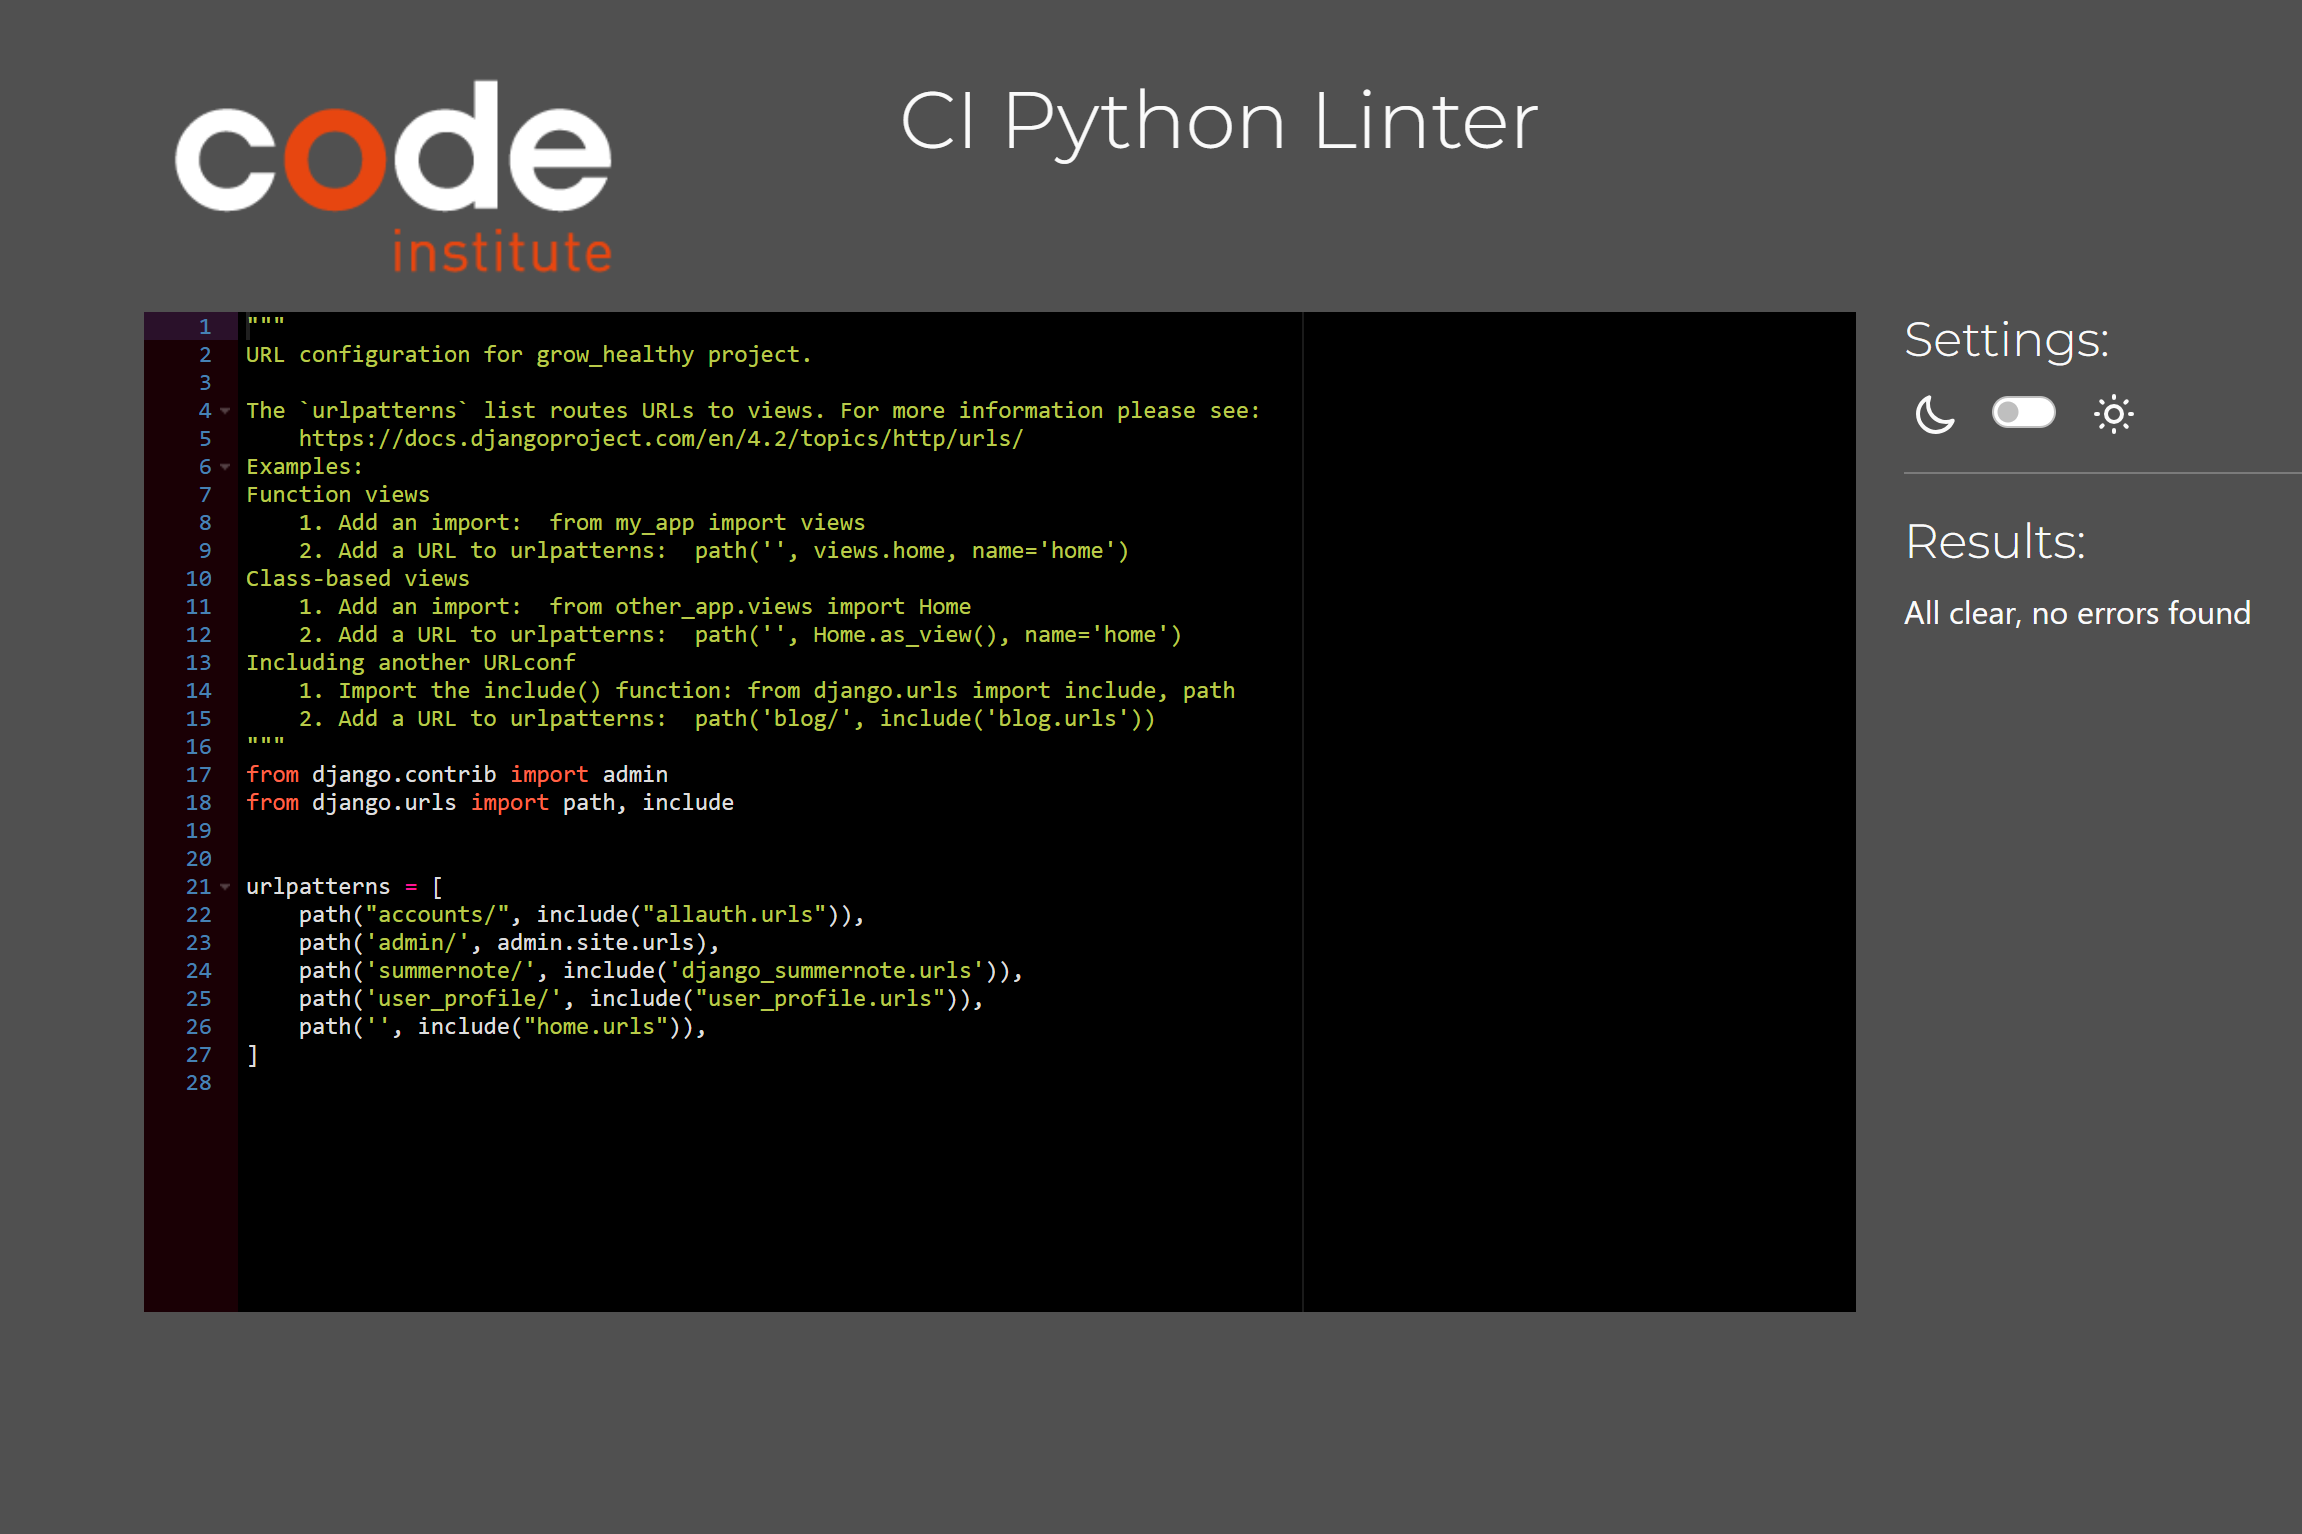 code
institute
CI Python Linter
1 """
2 URL configuration for grow_healthy project.
3
4 The `urlpatterns` list routes URLs to views. For more information please see:
5     https://docs.djangoproject.com/en/4.2/topics/http/urls/
6 Examples:
7 Function views
8     1. Add an import:  from my_app import views
9     2. Add a URL to urlpatterns:  path('', views.home, name='home')
10 Class-based views
11     1. Add an import:  from other_app.views import Home
12     2. Add a URL to urlpatterns:  path('', Home.as_view(), name='home')
13 Including another URLconf
14     1. Import the include() function: from django.urls import include, path
15     2. Add a URL to urlpatterns:  path('blog/', include('blog.urls'))
16 """
17 from django.contrib import admin
18 from django.urls import path, include
19
20
21 urlpatterns = [
22     path("accounts/", include("allauth.urls")),
23     path('admin/', admin.site.urls),
24     path('summernote/', include('django_summernote.urls')),
25     path('user_profile/', include("user_profile.urls")),
26     path('', include("home.urls")),
27 ]
28
Settings:
Results:
All clear, no errors found